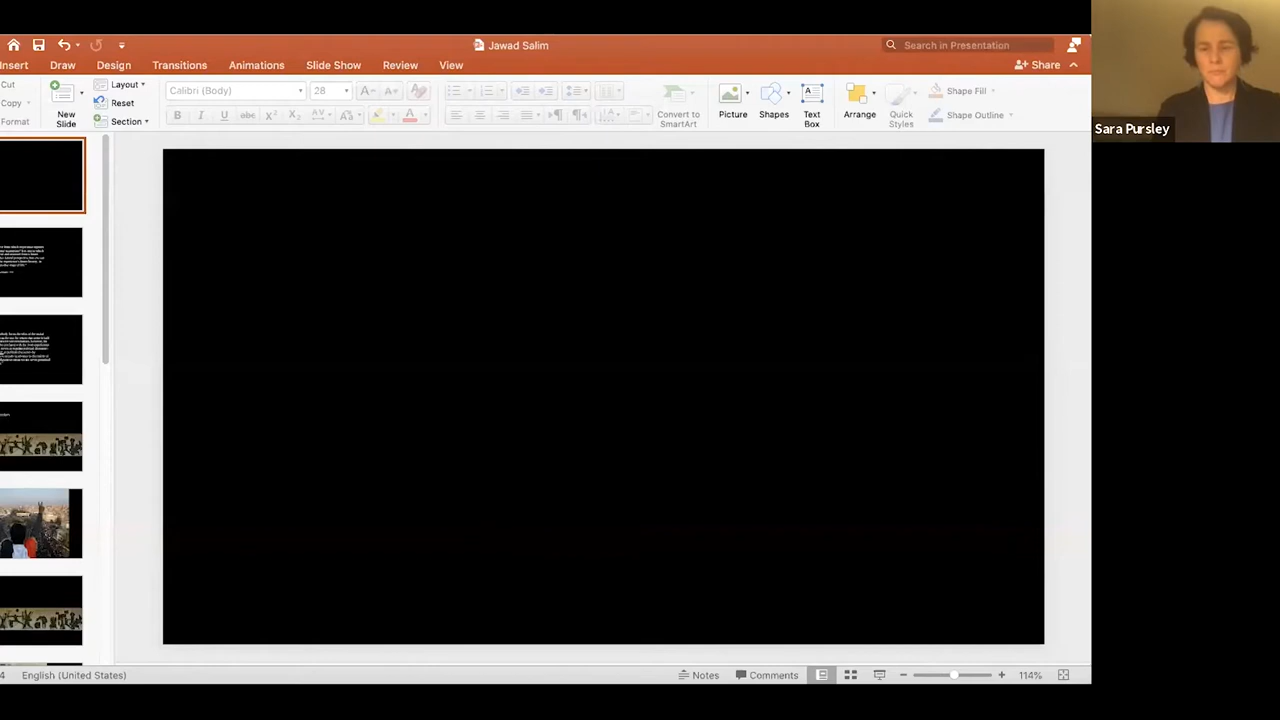 Jawad Salim
Search in Presentation
Insert
Draw
Design
Transitions
Animations
Slide Show
Review
View
Share
Cut
Copy
Format
New
Slide
Layout
Reset
Section
Calibri (Body)
28
Convert to
SmartArt
Picture
Shapes
Text
Box
Arrange
Quick
Styles
Shape Fill
Shape Outline
Sara Pursley
4
English (United States)
Notes
Comments
114%